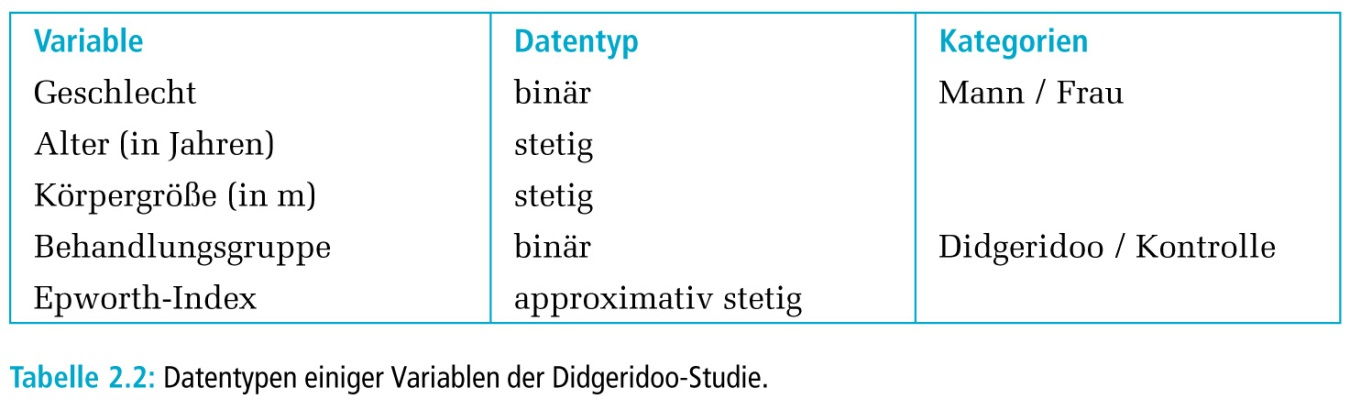 Variable Datentyp Kategorien
Geschlecht binär Mann / Frau
Alter (in Jahren) stetig
Körpergröße (in m) stetig
Behandlungsgruppe binär Didgeridoo / Kontrolle
Epworth-Index approximativ stetig
Tabelle 2.2: Datentypen einiger Variablen der Didgeridoo-Studie.